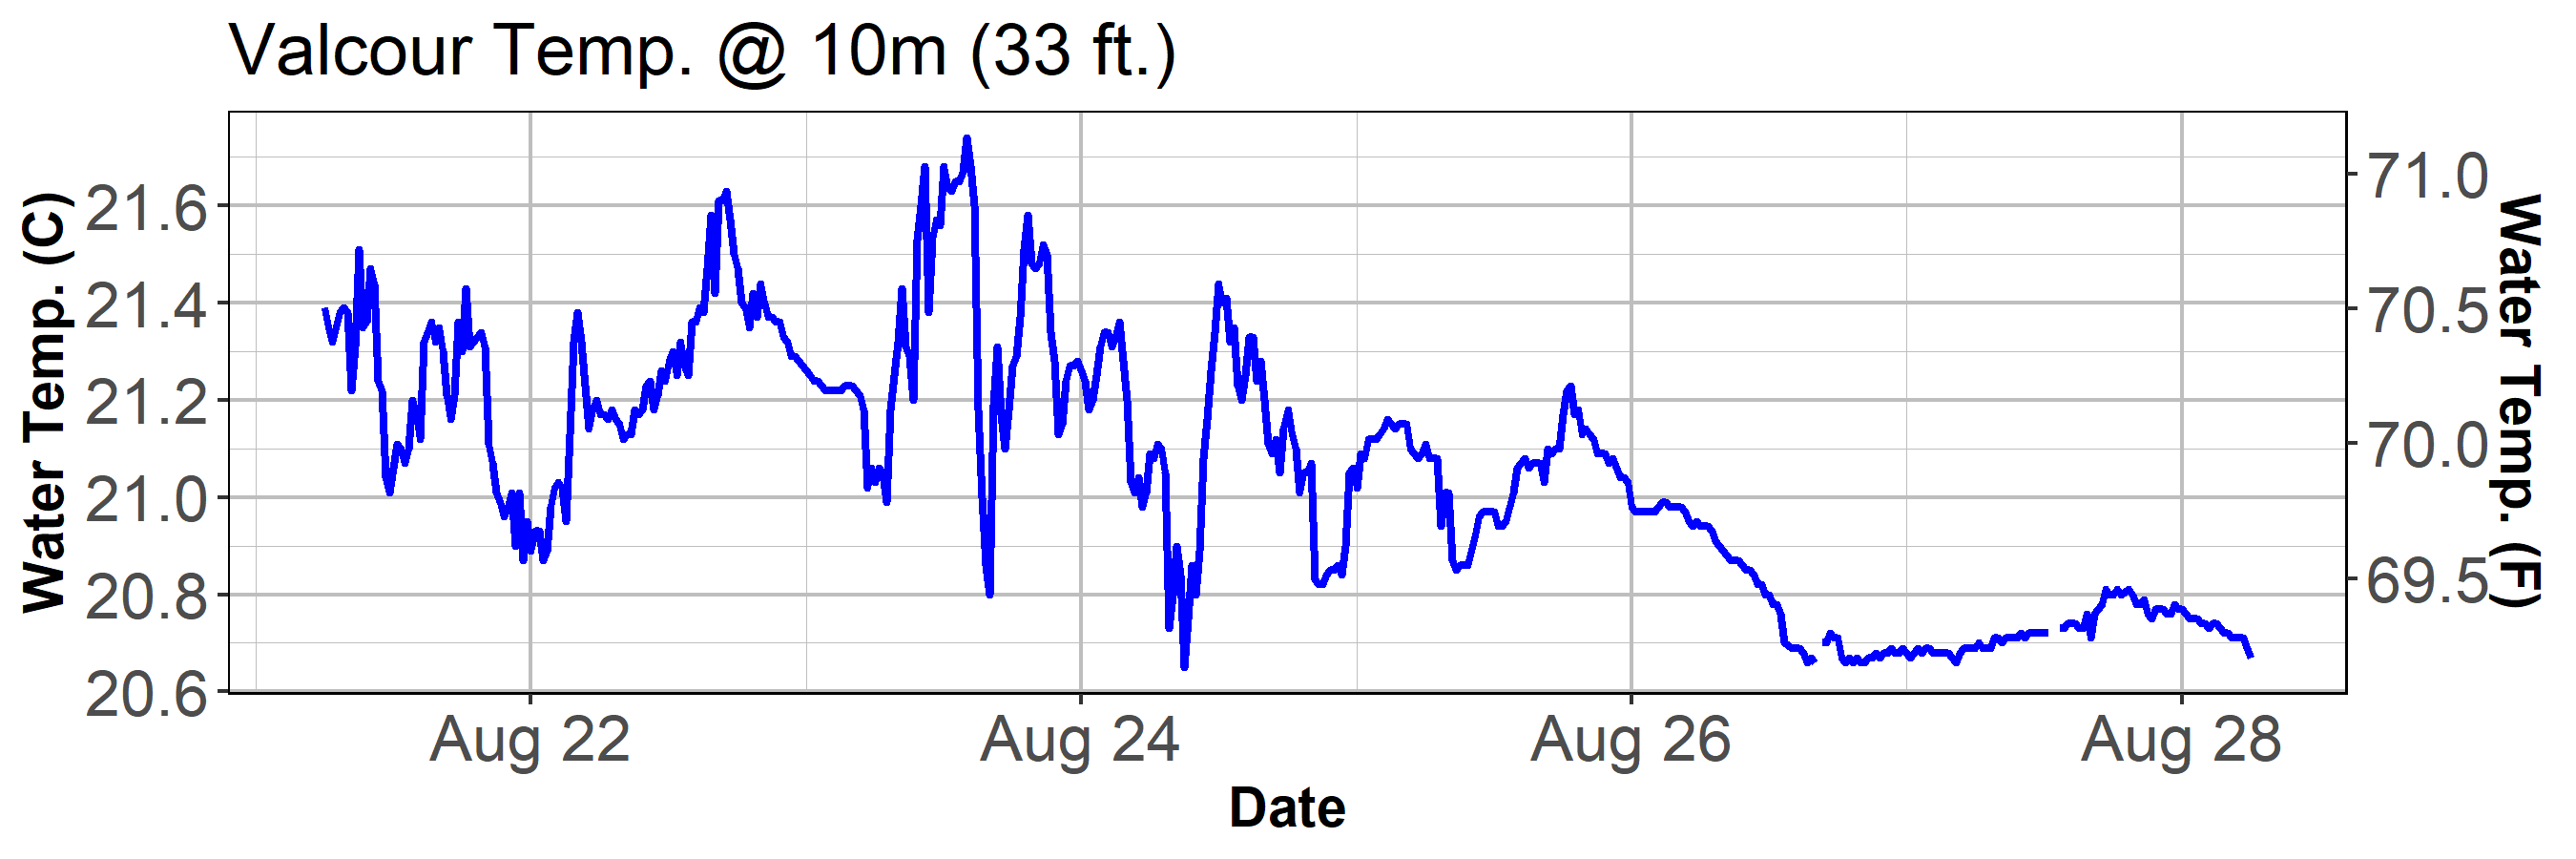 Valcour Temp. @ 10m (33 ft.)
Water Temp. (C)
21.6
21.4
21.2
21.0
20.8
20.6
71.0
70.5
70.0
69.5
Water Temp. (F)
Aug 22
Aug 24
Aug 26
Aug 28
Date